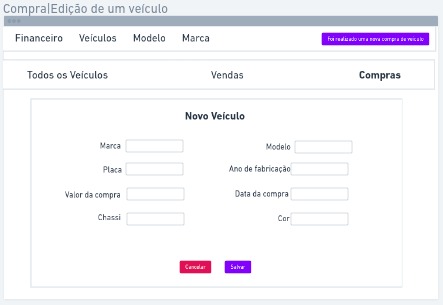 Compra|Edição de um veículo
Financeiro Veículos Modelo Marca Foi realizado uma nova compra de veículo
Todos os Veículos Vendas Compras
Novo Veículo
Marca Modelo
Placa Ano de fabricação
Valor da compra Data da compra
Chassi Cor
Cancelar Salvar